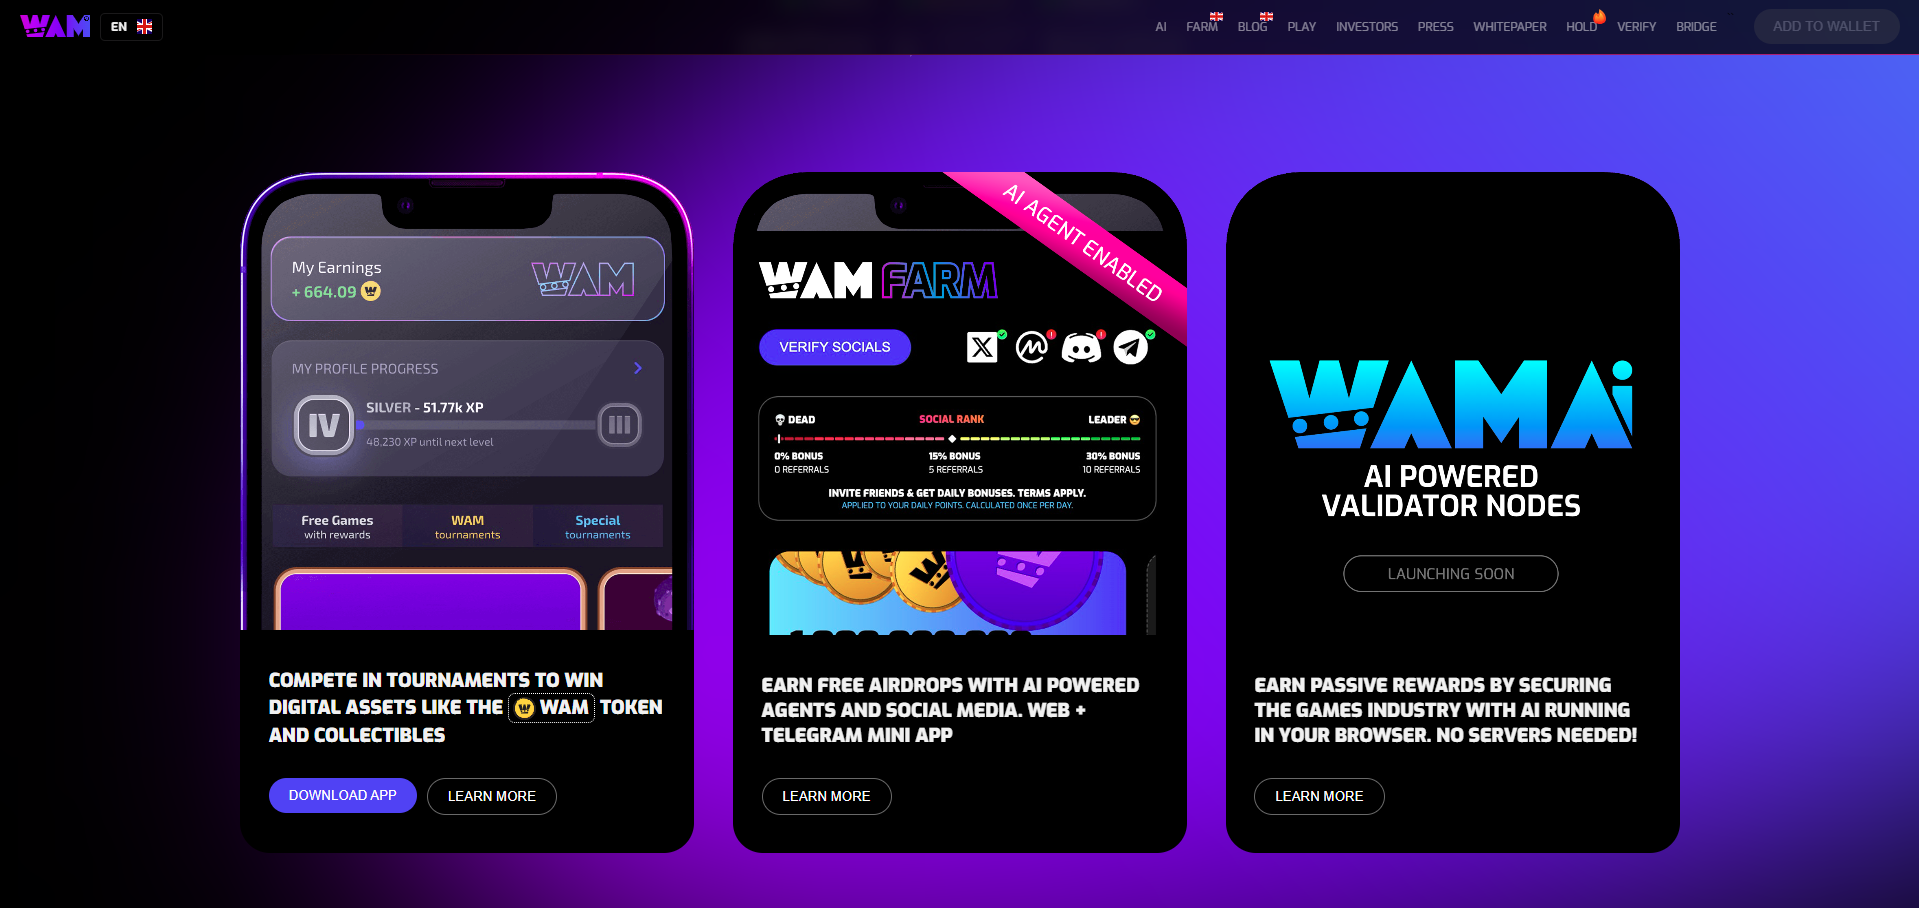 WAM
EN
AI
FARM
BLOG
PLAY
INVESTORS
PRESS
WHITEPAPER
HOLD
VERIFY
BRIDGE
ADD TO WALLET
My Earnings
+ 664.09
WAM
MY PROFILE PROGRESS
IV
SILVER - 51.77k XP
48.230 XP until next level
III
Free Games
with rewards
WAM
tournaments
Special
tournaments
COMPETE IN TOURNAMENTS TO WIN
DIGITAL ASSETS LIKE THE WAM TOKEN
AND COLLECTIBLES
DOWNLOAD APP
LEARN MORE
AI AGENT ENABLED
WAM FARM
VERIFY SOCIALS
DEAD
SOCIAL RANK
LEADER
0% BONUS
15% BONUS
30% BONUS
0 REFERRALS
5 REFERRALS
10 REFERRALS
INVITE FRIENDS & GET DAILY BONUSES. TERMS APPLY.
APPLIED TO YOUR DAILY POINTS. CALCULATED ONCE PER DAY.
EARN FREE AIRDROPS WITH AI POWERED
AGENTS AND SOCIAL MEDIA. WEB +
TELEGRAM MINI APP
LEARN MORE
WAM Ai
AI POWERED
VALIDATOR NODES
LAUNCHING SOON
EARN PASSIVE REWARDS BY SECURING
THE GAMES INDUSTRY WITH AI RUNNING
IN YOUR BROWSER. NO SERVERS NEEDED!
LEARN MORE